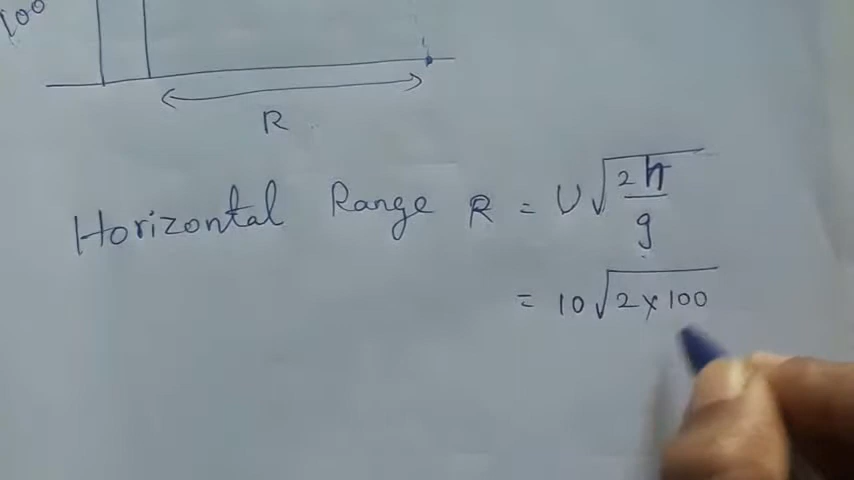 100
R
Horizontal Range R = U√(2h/g)
= 10√(2×100